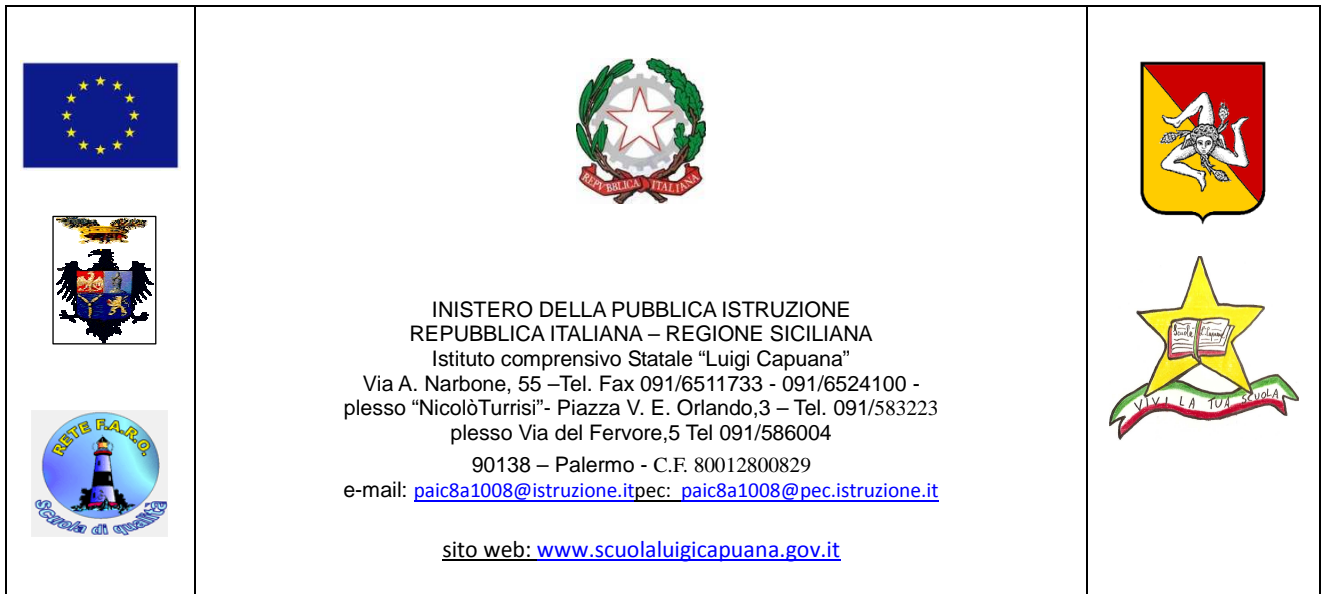 REPVBBLICA ITALIANA
INISTERO DELLA PUBBLICA ISTRUZIONE
REPUBBLICA ITALIANA – REGIONE SICILIANA
Istituto comprensivo Statale “Luigi Capuana”
Via A. Narbone, 55 –Tel. Fax 091/6511733 - 091/6524100 -
plesso “NicolòTurrisi”- Piazza V. E. Orlando,3 – Tel. 091/583223
plesso Via del Fervore,5 Tel 091/586004
90138 – Palermo - C.F. 80012800829
e-mail: paic8a1008@istruzione.itpec: paic8a1008@pec.istruzione.it
sito web: www.scuolaluigicapuana.gov.it
RETE F.A.R.O.
Scuola di qualità
Scuola L. Capuana
VIVI LA TUA SCUOLA